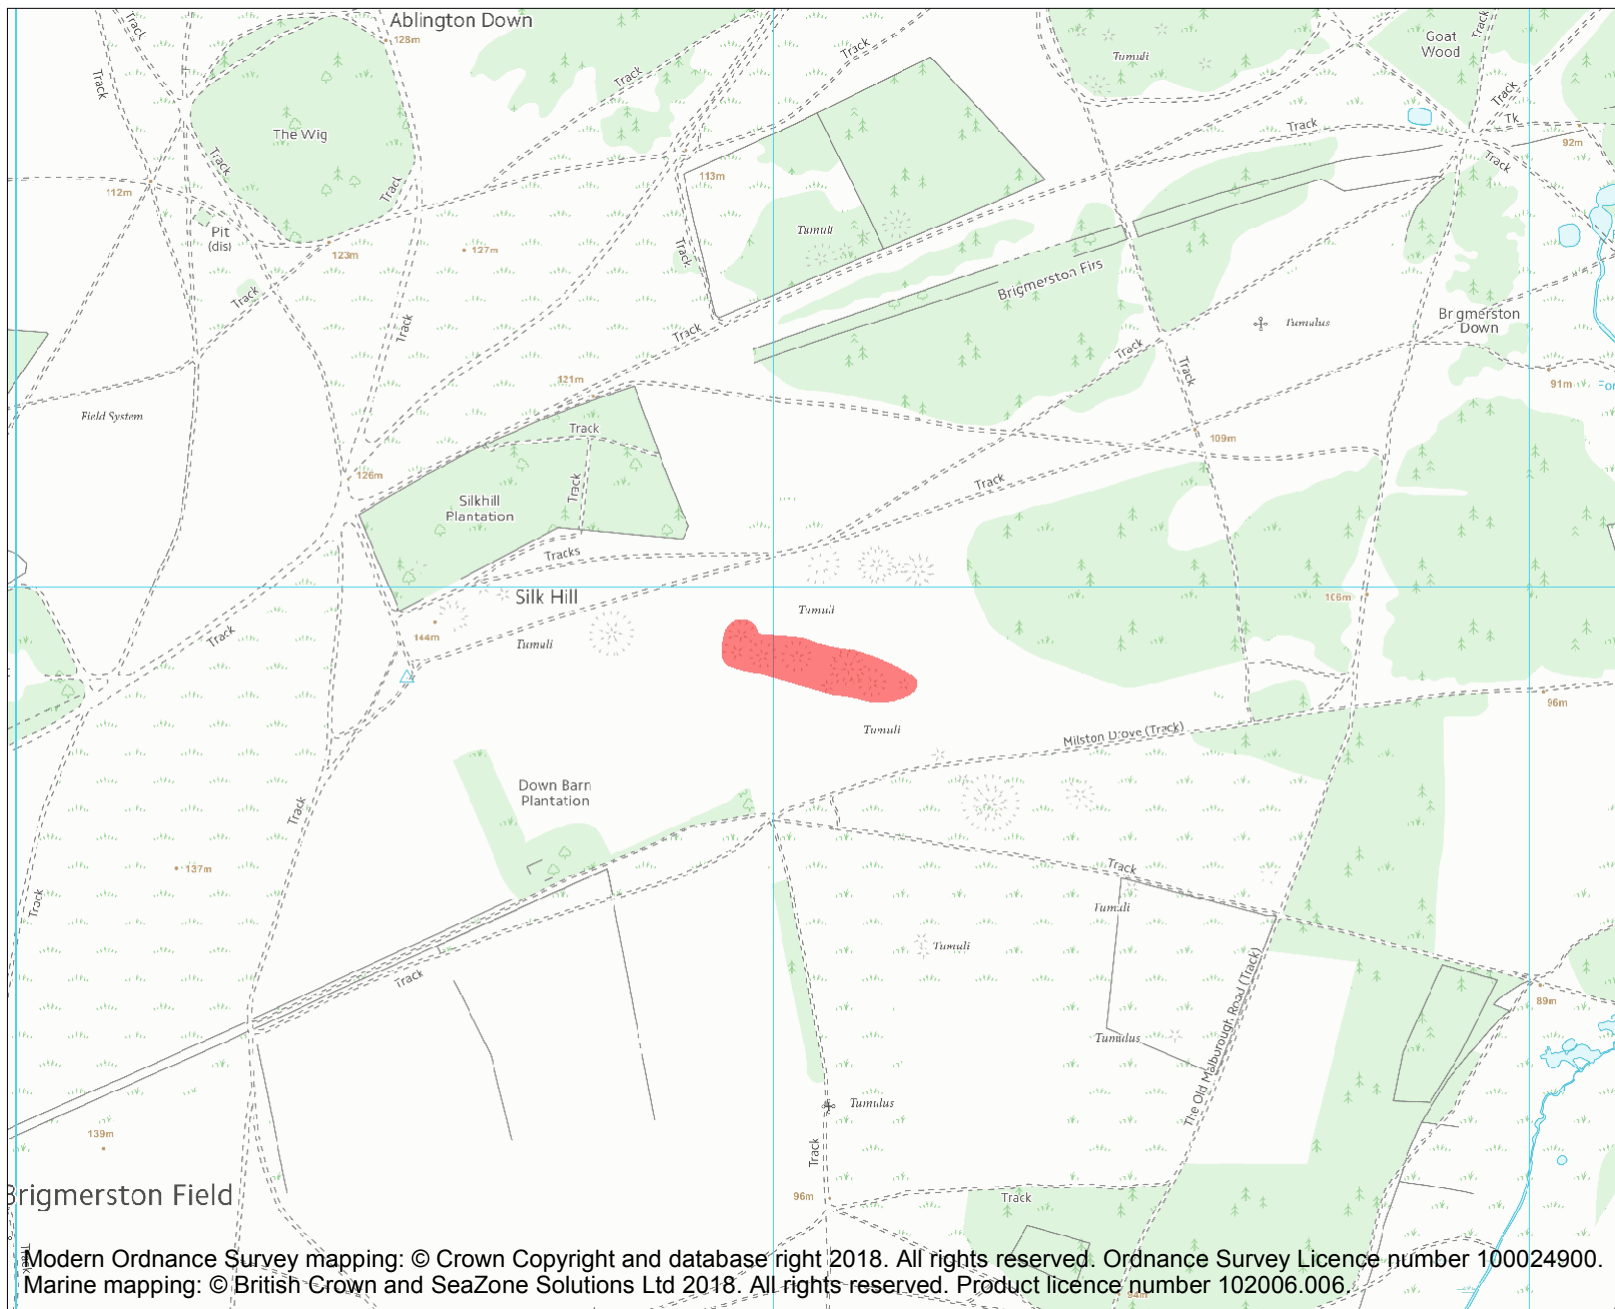 Ablington Down
Track
128m
Track
Track
Track
Tumuli
Goat
Wood
Track
Track
Tk
Track
92m
Track
The Wig
Track
Track
112m
113m
Pit
(dis)
Tumuli
127m
123m
Track
Track
Track
Brigmerston Firs
Tumulus
Brigmerston
Down
Track
Track
Track
Track
121m
91m
Field System
Track
109m
126m
Track
Track
Silkhill
Plantation
Tracks
Silk Hill
Tumuli
106m
144m
Tumuli
Track
96m
Tumuli
Milston Drove (Track)
Down Barn
Plantation
Track
137m
Track
Track
Tumuli
Tumuli
Track
The Old Malborough Road (Track)
89m
Tumulus
Tumulus
139m
Track
Brigmerston Field
96m
Track
Track
94m
Modern Ordnance Survey mapping: © Crown Copyright and database right 2018. All rights reserved. Ordnance Survey Licence number 100024900.
Marine mapping: © British Crown and SeaZone Solutions Ltd 2018. All rights reserved. Product licence number 102006.006.